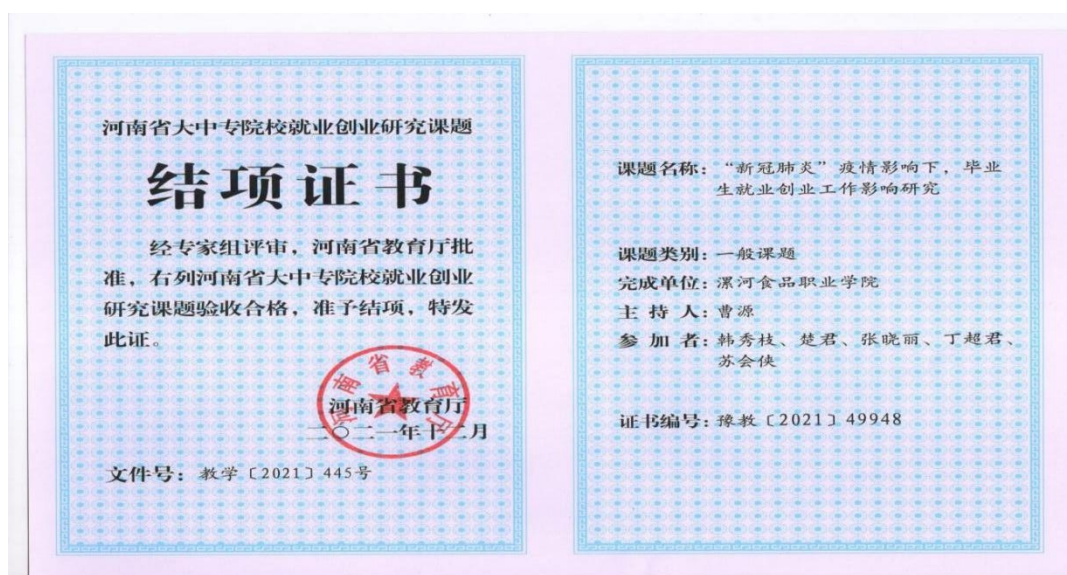 河南省大中专院校就业创业研究课题
结项证书
经专家组评审，河南省教育厅批
准，右列河南省大中专院校就业创业
研究课题验收合格，准予结项，特发
此证。
河南省教育厅
河南省教育厅
二〇二一年十二月
文件号：教学〔2021〕445号
课题名称：“新冠肺炎”疫情影响下，毕业
生就业创业工作影响研究
课题类别：一般课题
完成单位：漯河食品职业学院
主持人：曹源
参加者：韩秀枝、楚君、张晓丽、丁超君、
苏会侠
证书编号：豫教〔2021〕49948